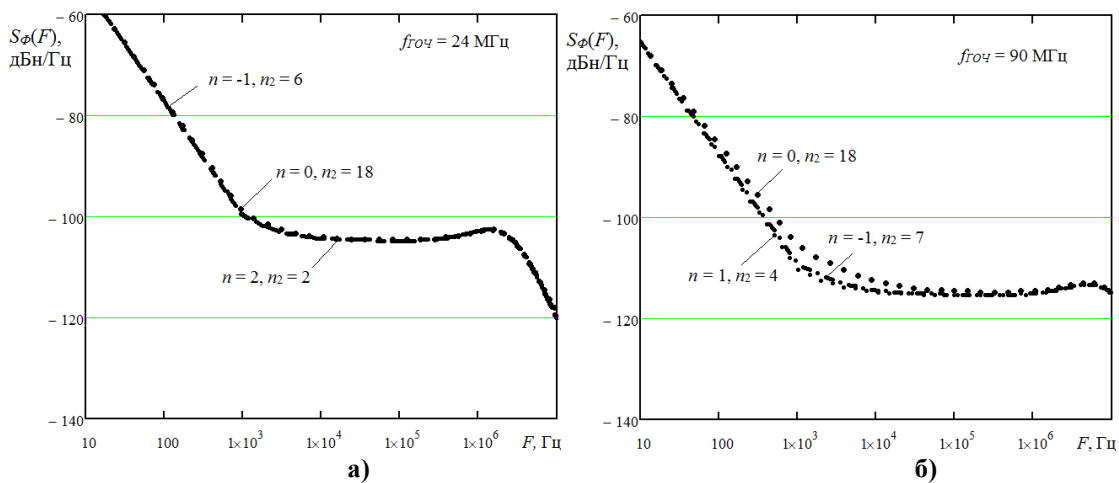 – 60
SФ(F),
дБн/Гц
fГОЧ = 24 МГц
n = -1, n2 = 6
– 80
n = 0, n2 = 18
– 100
n = 2, n2 = 2
– 120
– 140
10 100 1×10³ 1×10⁴ 1×10⁵ 1×10⁶ F, Гц
а)
– 60
SФ(F),
дБн/Гц
fГОЧ = 90 МГц
– 80
n = 0, n2 = 18
– 100
n = -1, n2 = 7
n = 1, n2 = 4
– 120
– 140
10 100 1×10³ 1×10⁴ 1×10⁵ 1×10⁶ F, Гц
б)